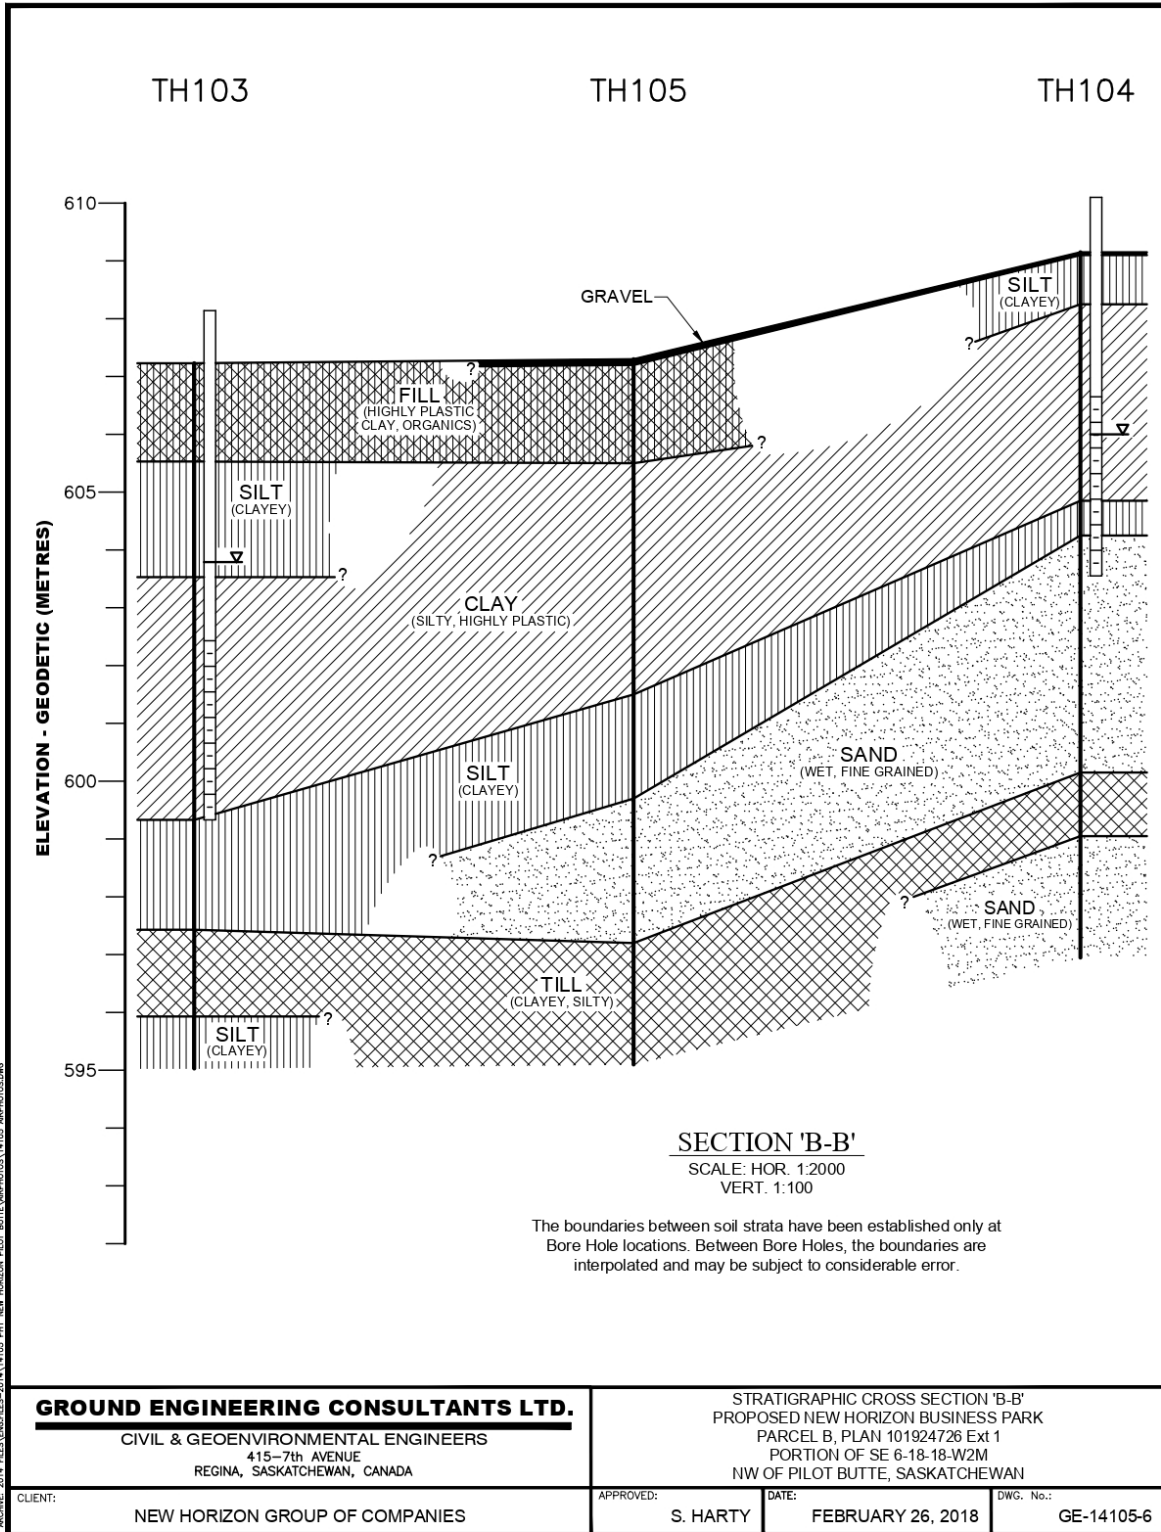 TH103
TH105
TH104
610
GRAVEL
SILT
(CLAYEY)
?
?
FILL
(HIGHLY PLASTIC
CLAY, ORGANICS)
?
605
SILT
(CLAYEY)
?
CLAY
(SILTY, HIGHLY PLASTIC)
ELEVATION - GEODETIC (METRES)
SAND
(WET, FINE GRAINED)
SILT
(CLAYEY)
600
?
?
SAND
(WET, FINE GRAINED)
TILL
(CLAYEY, SILTY)
?
SILT
(CLAYEY)
595
SECTION 'B-B'
SCALE: HOR. 1:2000
VERT. 1:100
The boundaries between soil strata have been established only at
Bore Hole locations. Between Bore Holes, the boundaries are
interpolated and may be subject to considerable error.
GROUND ENGINEERING CONSULTANTS LTD.
CIVIL & GEOENVIRONMENTAL ENGINEERS
415-7th AVENUE
REGINA, SASKATCHEWAN, CANADA
STRATIGRAPHIC CROSS SECTION 'B-B'
PROPOSED NEW HORIZON BUSINESS PARK
PARCEL B, PLAN 101924726 Ext 1
PORTION OF SE 6-18-18-W2M
NW OF PILOT BUTTE, SASKATCHEWAN
CLIENT:
NEW HORIZON GROUP OF COMPANIES
APPROVED:
S. HARTY
DATE:
FEBRUARY 26, 2018
DWG. No.:
GE-14105-6